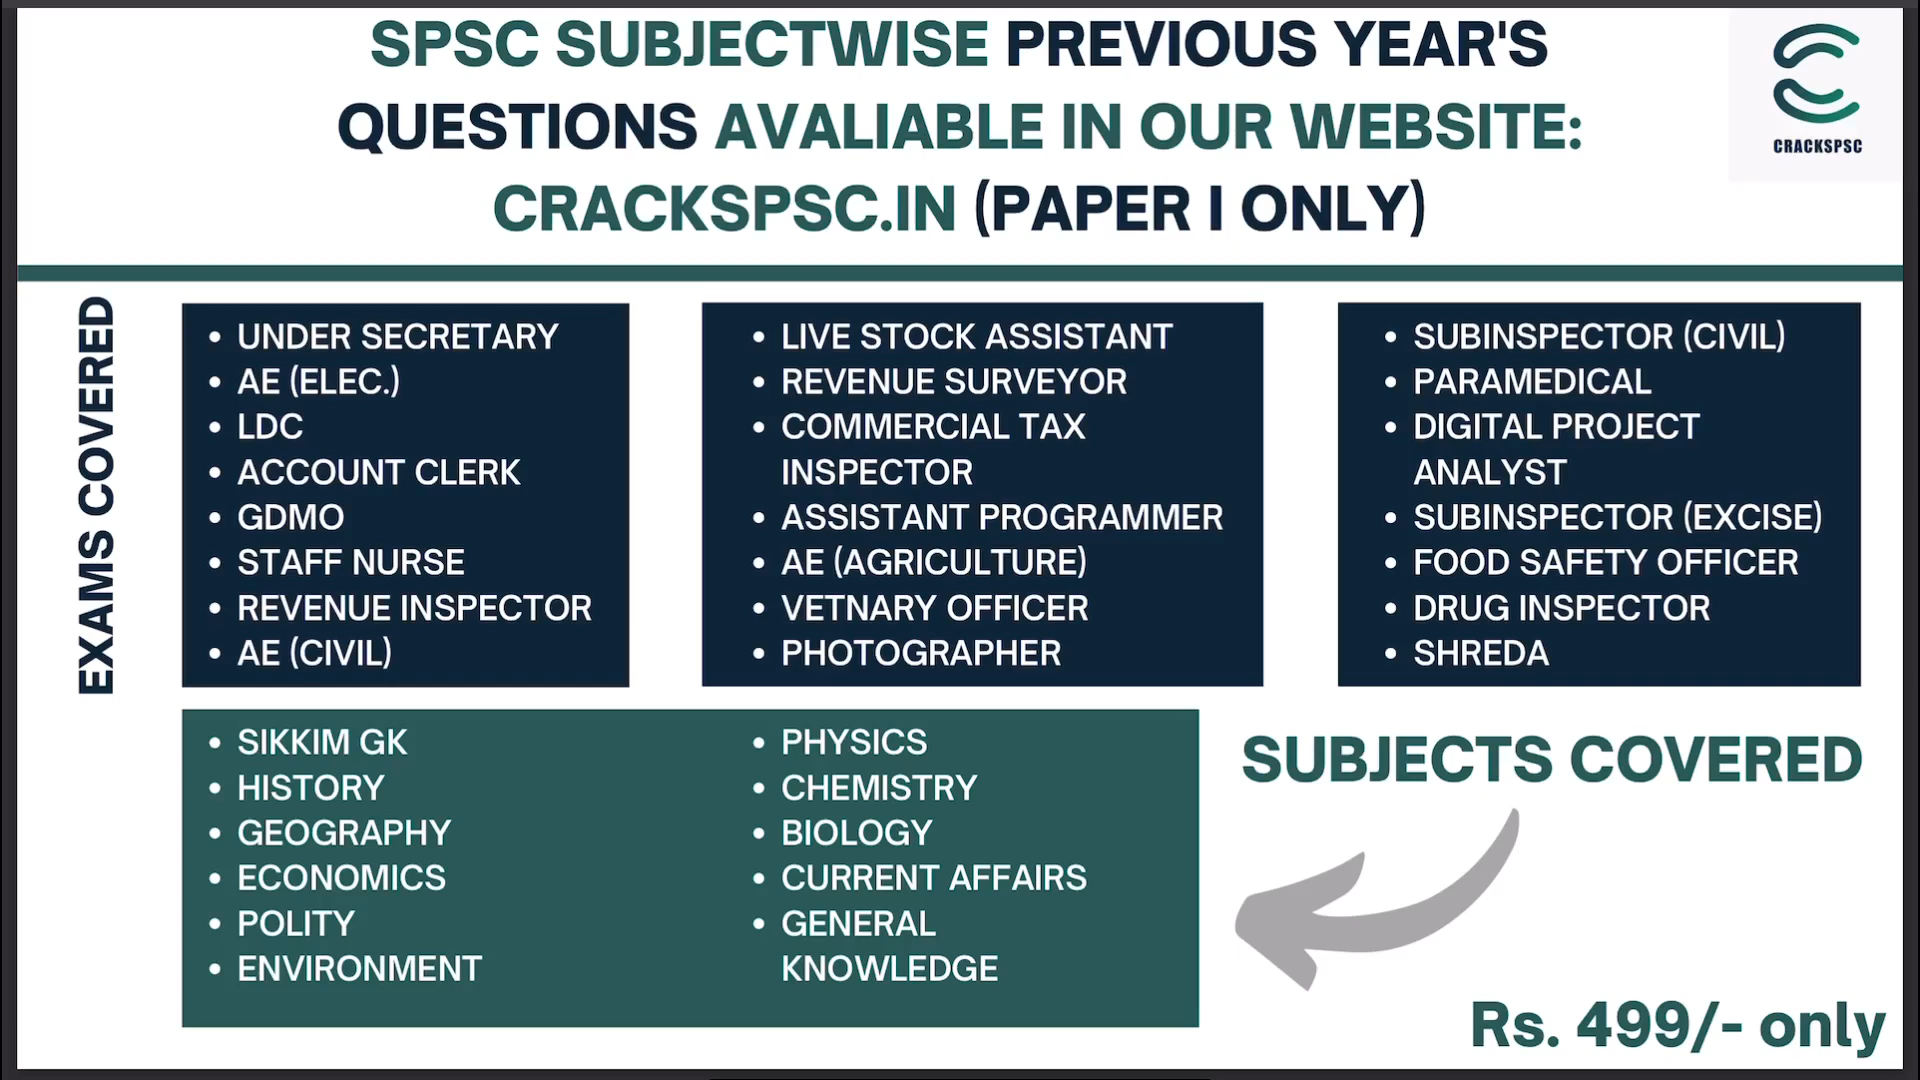 SPSC SUBJECTWISE PREVIOUS YEAR'S
QUESTIONS AVALIABLE IN OUR WEBSITE:
CRACKSPSC.IN (PAPER I ONLY)
CRACKSPSC
EXAMS COVERED
• UNDER SECRETARY
• AE (ELEC.)
• LDC
• ACCOUNT CLERK
• GDMO
• STAFF NURSE
• REVENUE INSPECTOR
• AE (CIVIL)
• LIVE STOCK ASSISTANT
• REVENUE SURVEYOR
• COMMERCIAL TAX
INSPECTOR
• ASSISTANT PROGRAMMER
• AE (AGRICULTURE)
• VETNARY OFFICER
• PHOTOGRAPHER
• SUBINSPECTOR (CIVIL)
• PARAMEDICAL
• DIGITAL PROJECT
ANALYST
• SUBINSPECTOR (EXCISE)
• FOOD SAFETY OFFICER
• DRUG INSPECTOR
• SHREDA
• SIKKIM GK
• HISTORY
• GEOGRAPHY
• ECONOMICS
• POLITY
• ENVIRONMENT
• PHYSICS
• CHEMISTRY
• BIOLOGY
• CURRENT AFFAIRS
• GENERAL
KNOWLEDGE
SUBJECTS COVERED
Rs. 499/- only